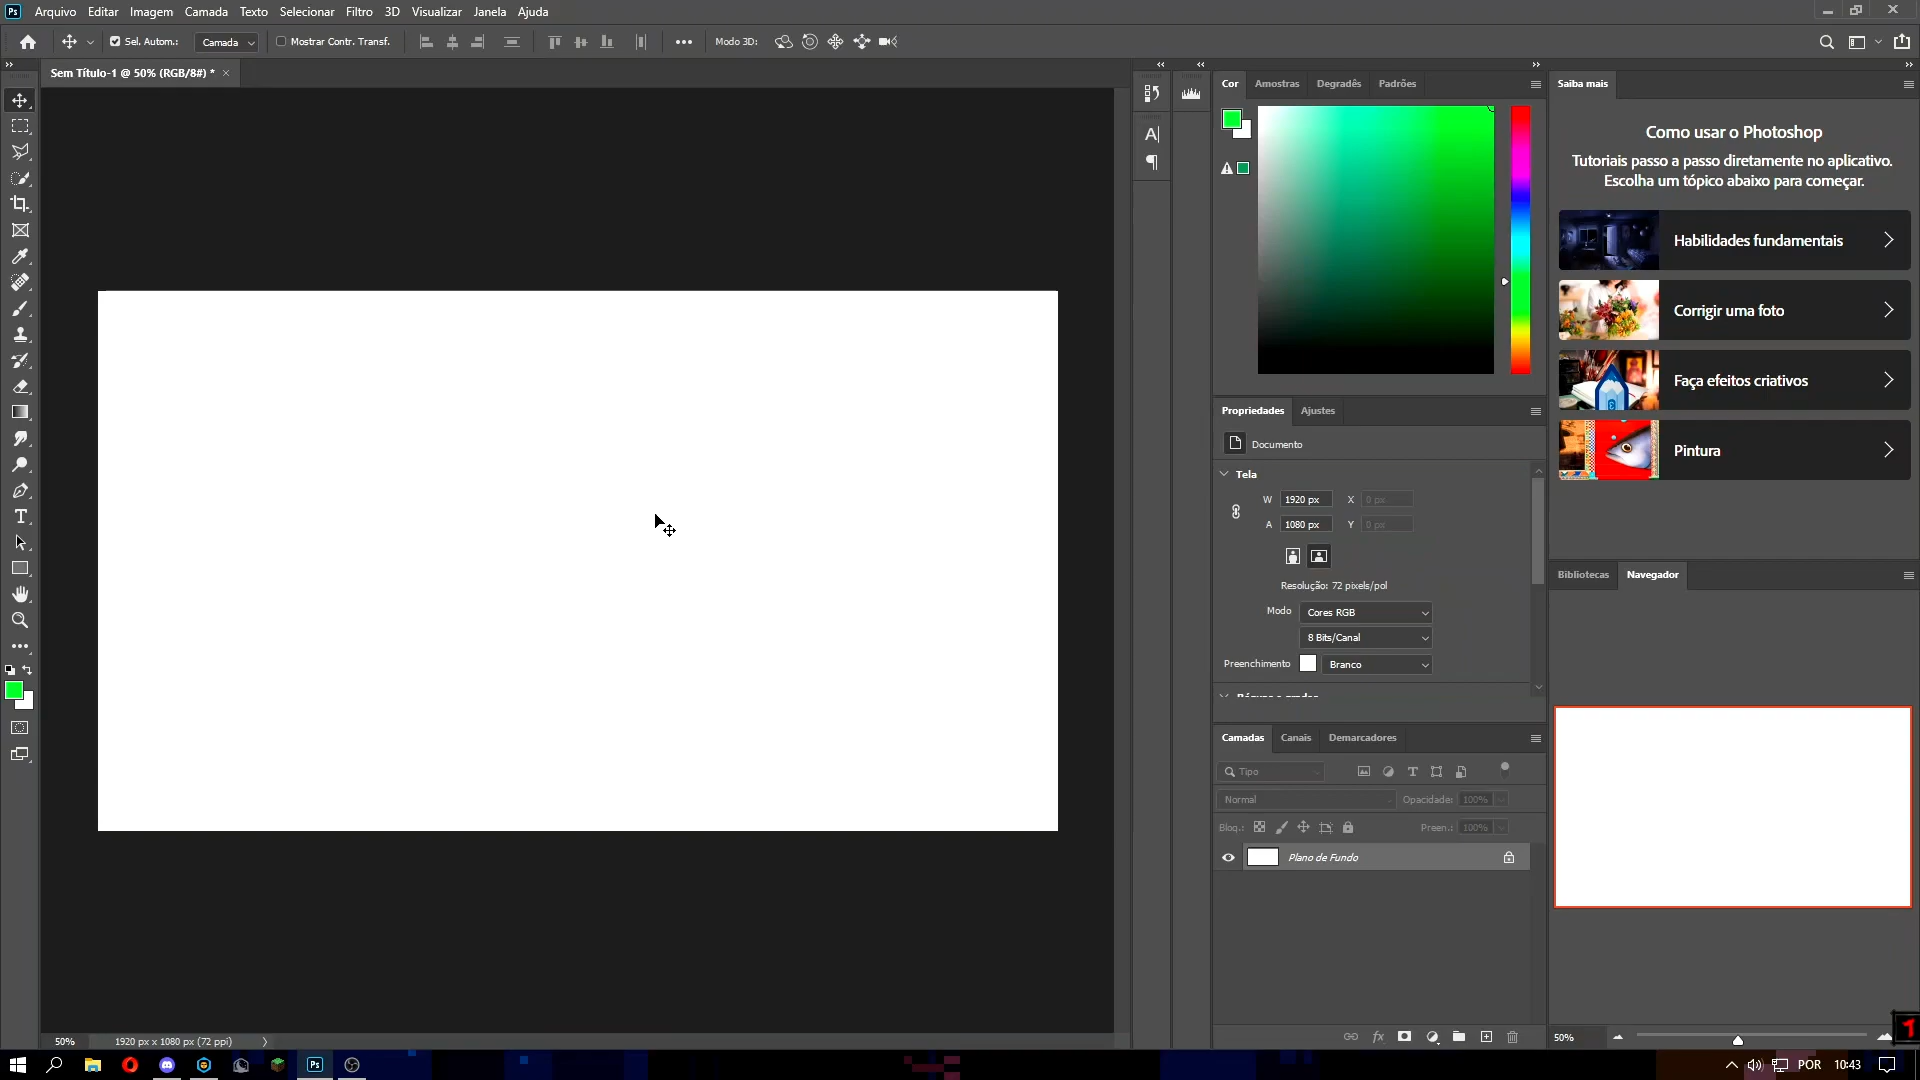 Ps Arquivo Editar Imagem Camada Texto Selecionar Filtro 3D Visualizar Janela Ajuda
Sel. Autom.: Camada Mostrar Contr. Transf. Modo 3D:
Sem Título-1 @ 50% (RGB/8#) *
Cor Amostras Degradês Padrões
Saiba mais
Como usar o Photoshop
Tutoriais passo a passo diretamente no aplicativo.
Escolha um tópico abaixo para começar.
Habilidades fundamentais
Corrigir uma foto
Faça efeitos criativos
Pintura
Propriedades Ajustes
Documento
Tela
W 1920 px X 0 px
A 1080 px Y 0 px
Resolução: 72 pixels/pol
Modo Cores RGB
8 Bits/Canal
Preenchimento Branco
Bibliotecas Navegador
Camadas Canais Demarcadores
Tipo
Normal Opacidade: 100%
Bloq.: Preen.: 100%
Plano de Fundo
fx
50%
50% 1920 px x 1080 px (72 ppi)
1
Ps POR 10:43